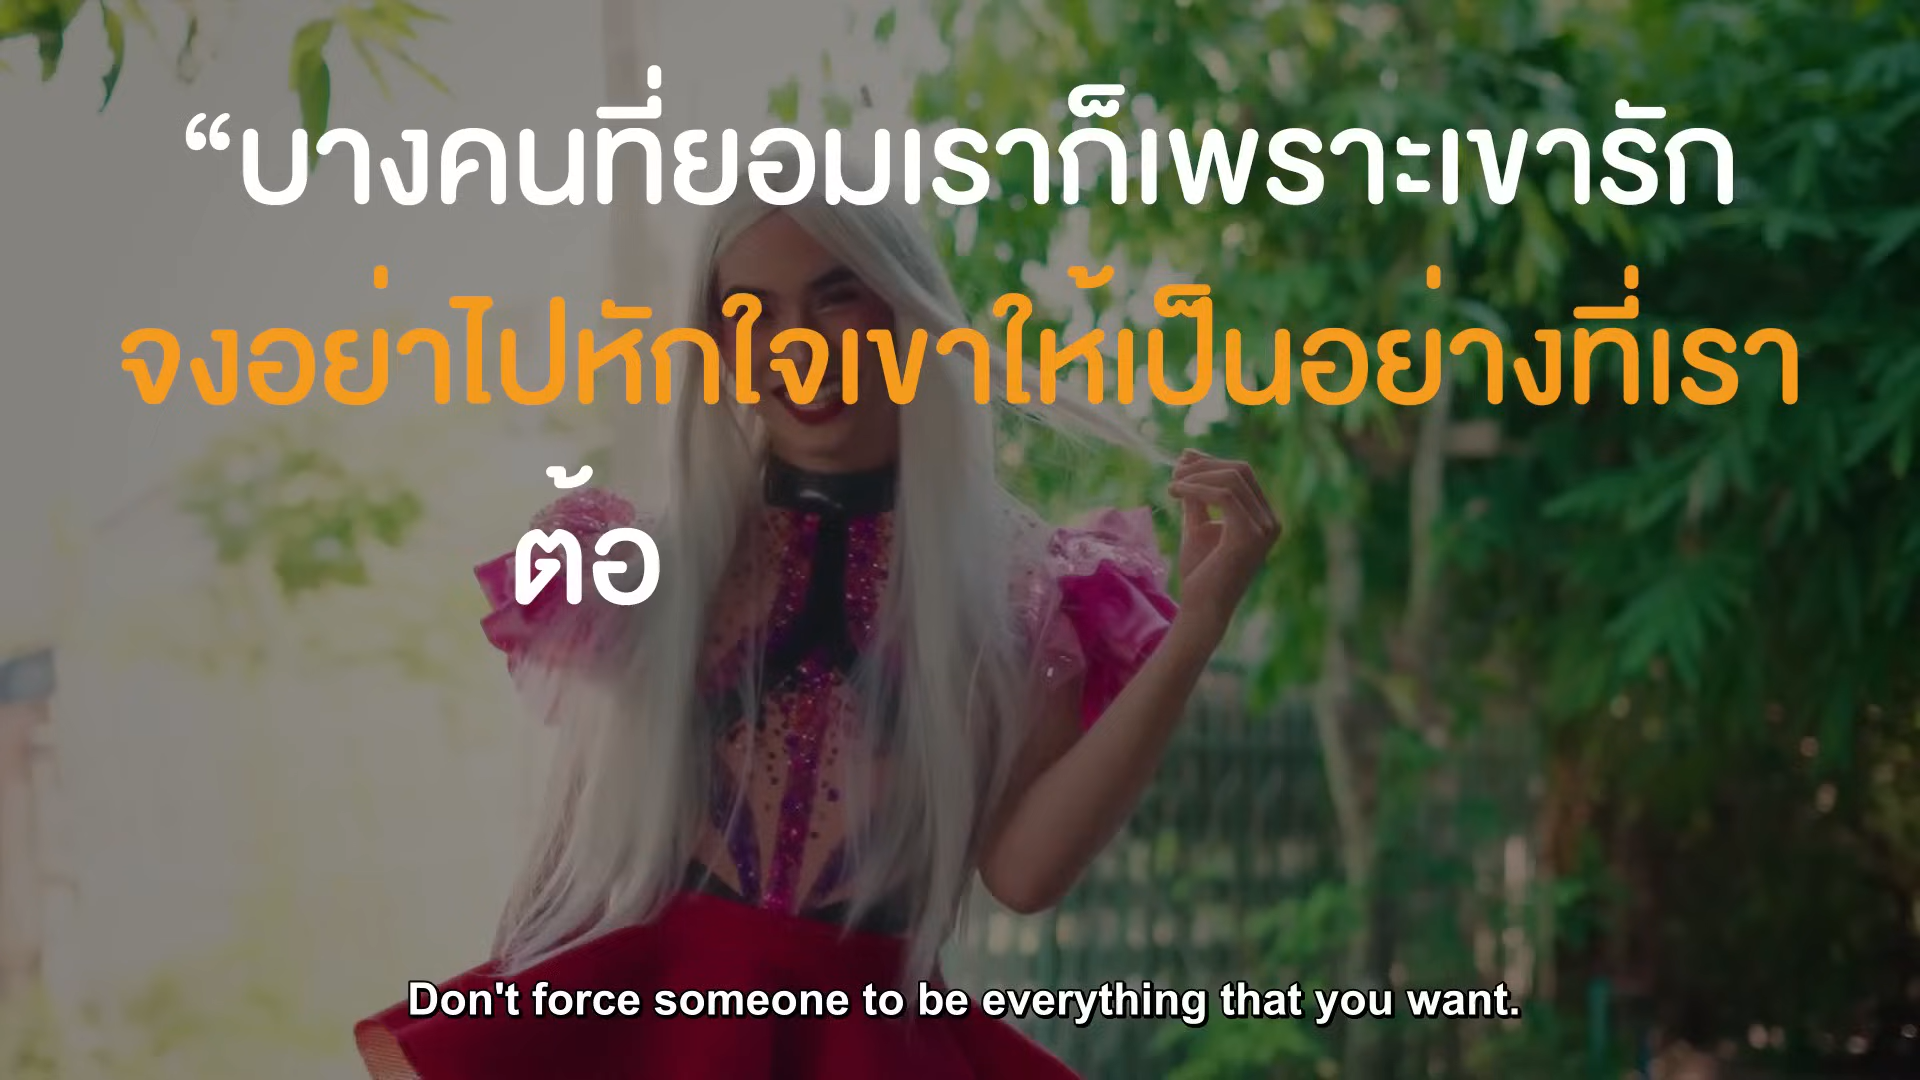 “บางคนที่ยอมเราก็เพราะเขารัก
จงอย่าไปหักใจเขาให้เป็นอย่างที่เรา
ต้อ
Don't force someone to be everything that you want.